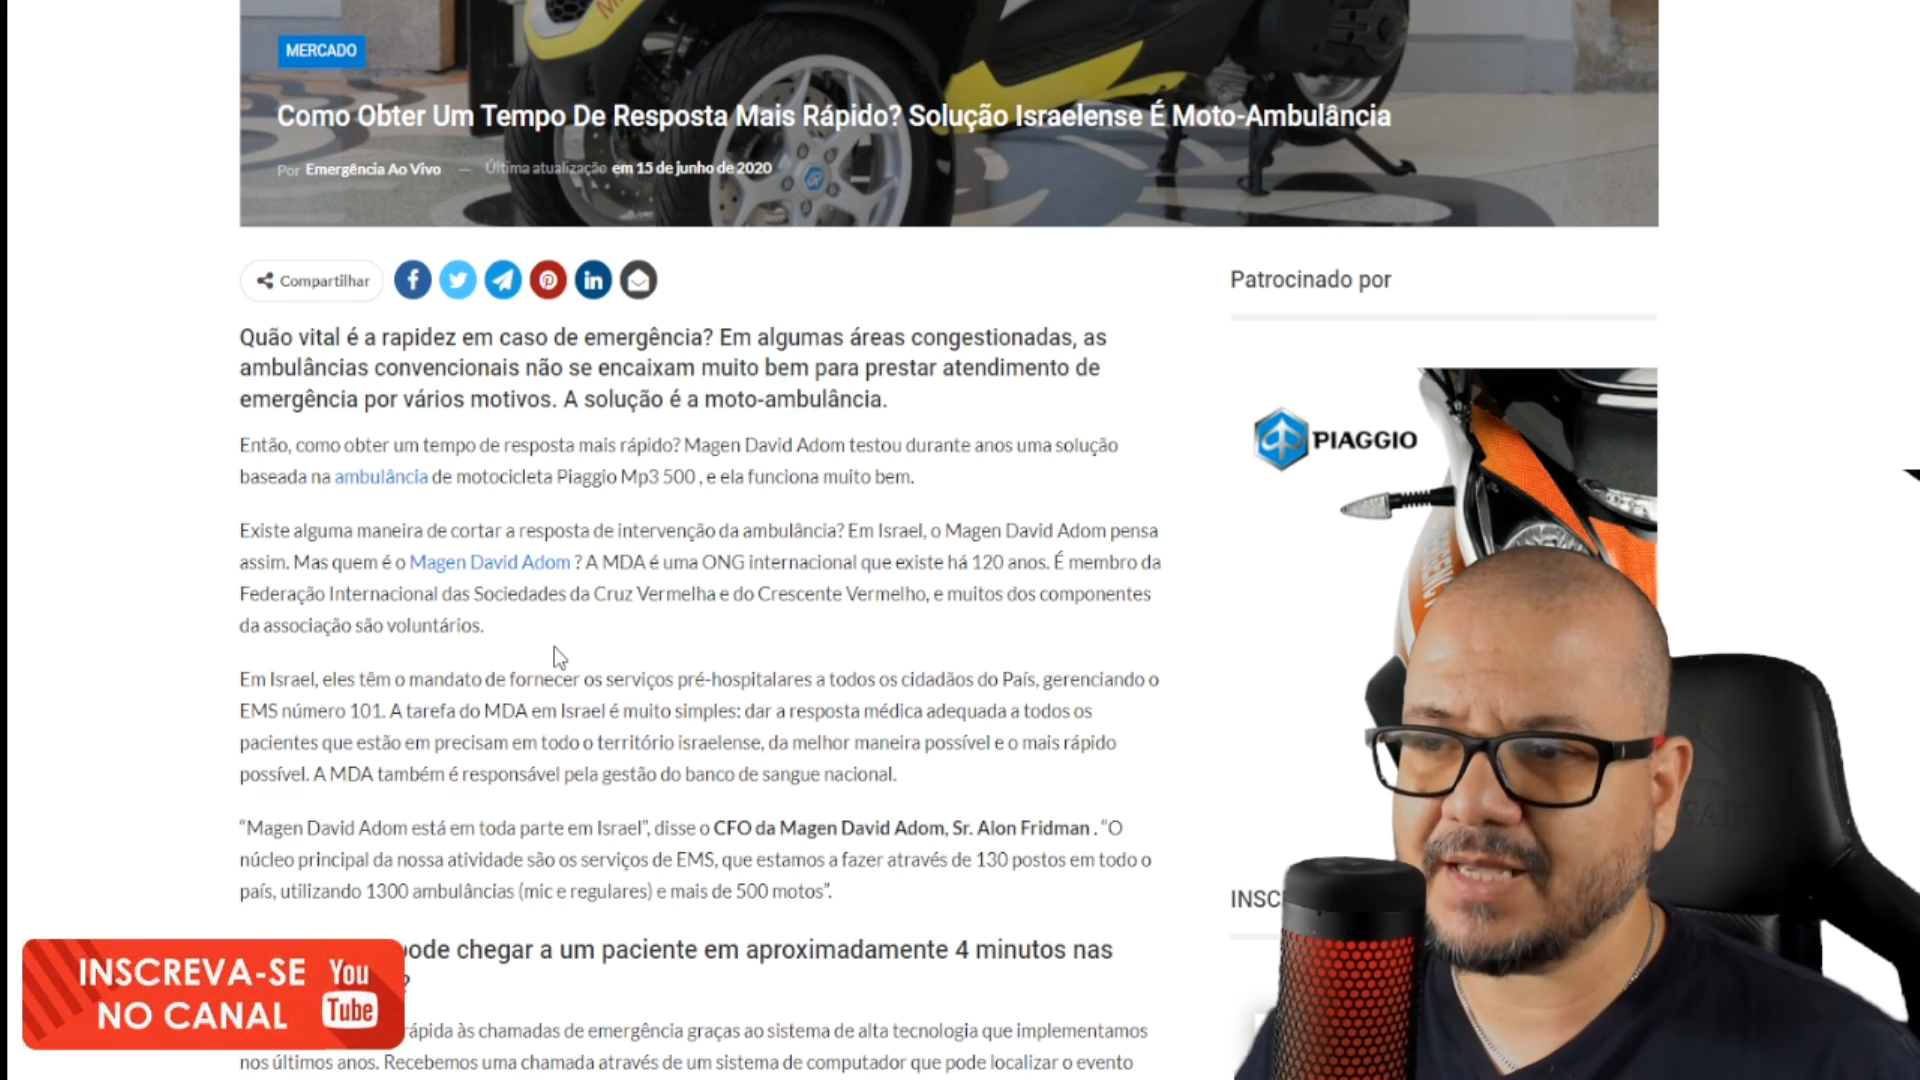 MERCADO
Como Obter Um Tempo De Resposta Mais Rápido? Solução Israelense É Moto-Ambulância
Por Emergência Ao Vivo — Última atualização em 15 de junho de 2020
Compartilhar
Quão vital é a rapidez em caso de emergência? Em algumas áreas congestionadas, as
ambulâncias convencionais não se encaixam muito bem para prestar atendimento de
emergência por vários motivos. A solução é a moto-ambulância.
Então, como obter um tempo de resposta mais rápido? Magen David Adom testou durante anos uma solução
baseada na ambulância de motocicleta Piaggio Mp3 500 , e ela funciona muito bem.
Existe alguma maneira de cortar a resposta de intervenção da ambulância? Em Israel, o Magen David Adom pensa
assim. Mas quem é o Magen David Adom ? A MDA é uma ONG internacional que existe há 120 anos. É membro da
Federação Internacional das Sociedades da Cruz Vermelha e do Crescente Vermelho, e muitos dos componentes
da associação são voluntários.
Em Israel, eles têm o mandato de fornecer os serviços pré-hospitalares a todos os cidadãos do País, gerenciando o
EMS número 101. A tarefa do MDA em Israel é muito simples: dar a resposta médica adequada a todos os
pacientes que estão em precisam em todo o território israelense, da melhor maneira possível e o mais rápido
possível. A MDA também é responsável pela gestão do banco de sangue nacional.
“Magen David Adom está em toda parte em Israel”, disse o CFO da Magen David Adom, Sr. Alon Fridman . “O
núcleo principal da nossa atividade são os serviços de EMS, que estamos a fazer através de 130 postos em todo o
país, utilizando 1300 ambulâncias (mic e regulares) e mais de 500 motos”.
pode chegar a um paciente em aproximadamente 4 minutos nas
?
rápida às chamadas de emergência graças ao sistema de alta tecnologia que implementamos
nos últimos anos. Recebemos uma chamada através de um sistema de computador que pode localizar o evento
INSCREVA-SE
NO CANAL
You
Tube
Patrocinado por
PIAGGIO
INSC